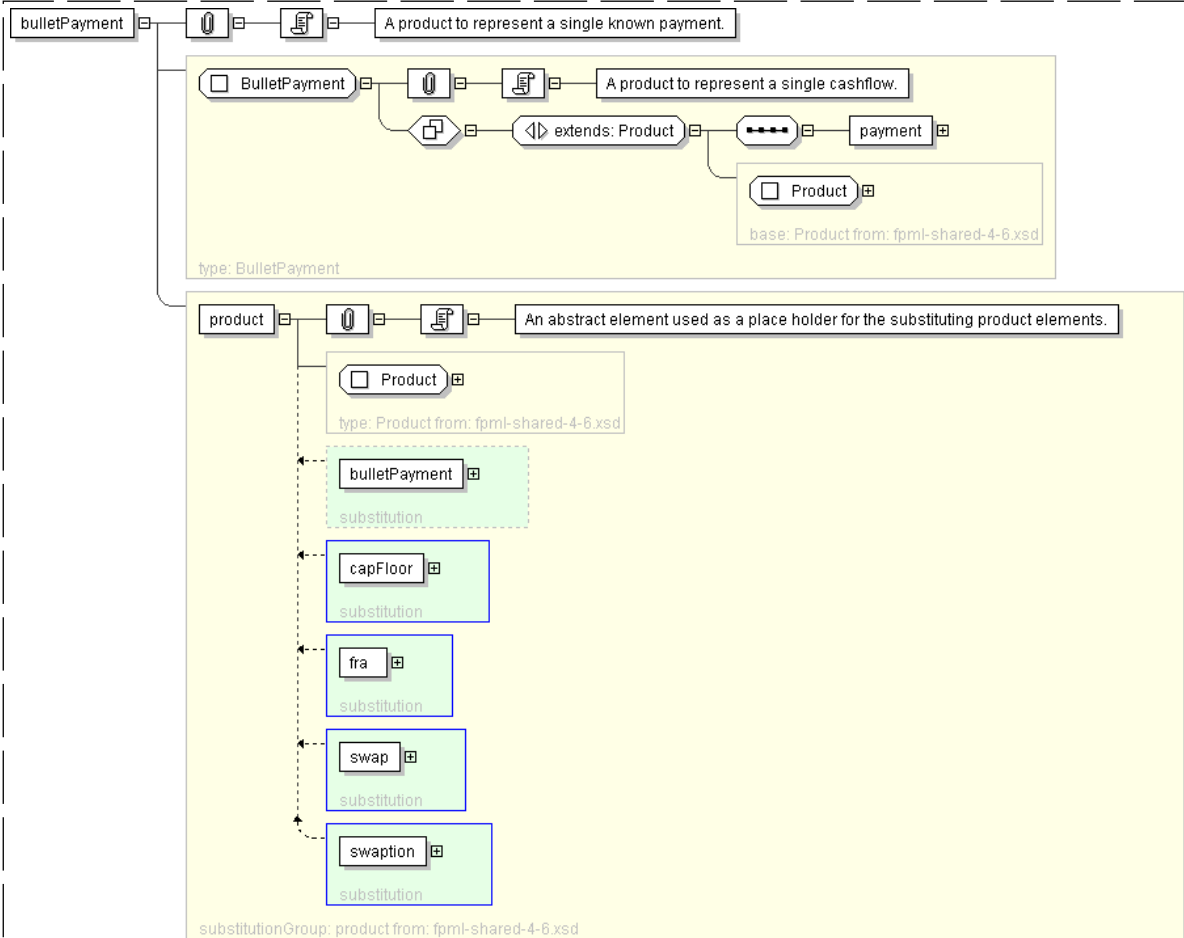 bulletPayment
A product to represent a single known payment.
BulletPayment
A product to represent a single cashflow.
extends: Product
payment
Product
base: Product from: fpml-shared-4-6.xsd
type: BulletPayment
product
An abstract element used as a place holder for the substituting product elements.
Product
type: Product from: fpml-shared-4-6.xsd
bulletPayment
substitution
capFloor
substitution
fra
substitution
swap
substitution
swaption
substitution
substitutionGroup: product from: fpml-shared-4-6.xsd